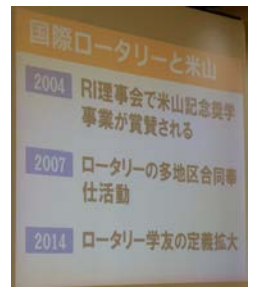 国際ロータリーと米山
2004 RI理事会で米山記念奨学
事業が賞賛される
2007 ロータリーの多地区合同奉
仕活動
2014 ロータリー学友の定義拡大